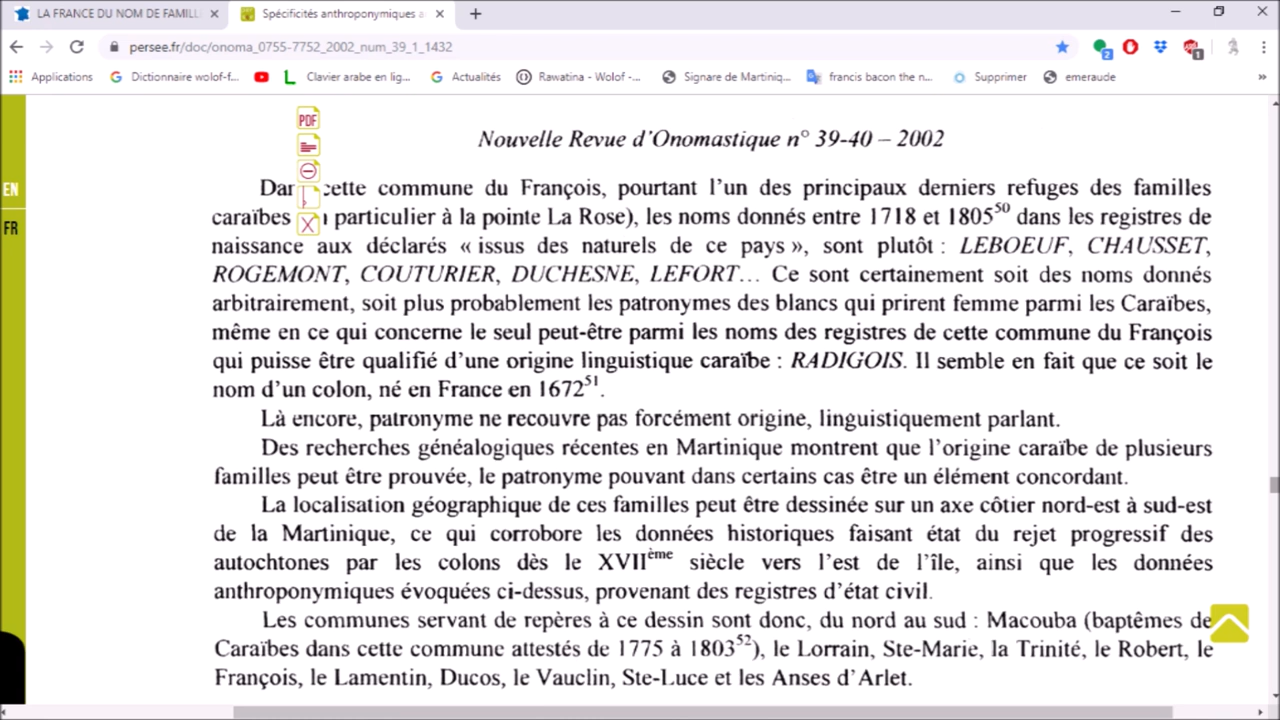 LA FRANCE DU NOM DE FAMILL
Spécificités anthroponymiques a
persee.fr/doc/onoma_0755-7752_2002_num_39_1_1432
2
1
Applications
Dictionnaire wolof-f...
Clavier arabe en lig...
Actualités
Rawatina - Wolof -...
Signare de Martiniq...
francis bacon the n...
Supprimer
emeraude
»
PDF
EN
FR
Nouvelle Revue d'Onomastique n° 39-40 – 2002
cette commune du François, pourtant l'un des principaux derniers refuges des familles
caraïbes particulier à la pointe La Rose), les noms donnés entre 1718 et 1805⁵⁰ dans les registres de
naissance aux déclarés « issus des naturels de ce pays », sont plutôt : LEBOEUF, CHAUSSET,
ROGEMONT, COUTURIER, DUCHESNE, LEFORT... Ce sont certainement soit des noms donnés
arbitrairement, soit plus probablement les patronymes des blancs qui prirent femme parmi les Caraïbes,
même en ce qui concerne le seul peut-être parmi les noms des registres de cette commune du François
qui puisse être qualifié d'une origine linguistique caraïbe : RADIGOIS. Il semble en fait que ce soit le
nom d'un colon, né en France en 1672⁵¹.
Là encore, patronyme ne recouvre pas forcément origine, linguistiquement parlant.
Des recherches généalogiques récentes en Martinique montrent que l'origine caraïbe de plusieurs
familles peut être prouvée, le patronyme pouvant dans certains cas être un élément concordant.
La localisation géographique de ces familles peut être dessinée sur un axe côtier nord-est à sud-est
de la Martinique, ce qui corrobore les données historiques faisant état du rejet progressif des
autochtones par les colons dès le XVIIème siècle vers l'est de l'île, ainsi que les données
anthroponymiques évoquées ci-dessus, provenant des registres d'état civil.
Les communes servant de repères à ce dessin sont donc, du nord au sud : Macouba (baptêmes de
Caraïbes dans cette commune attestés de 1775 à 1803⁵²), le Lorrain, Ste-Marie, la Trinité, le Robert, le
François, le Lamentin, Ducos, le Vauclin, Ste-Luce et les Anses d'Arlet.